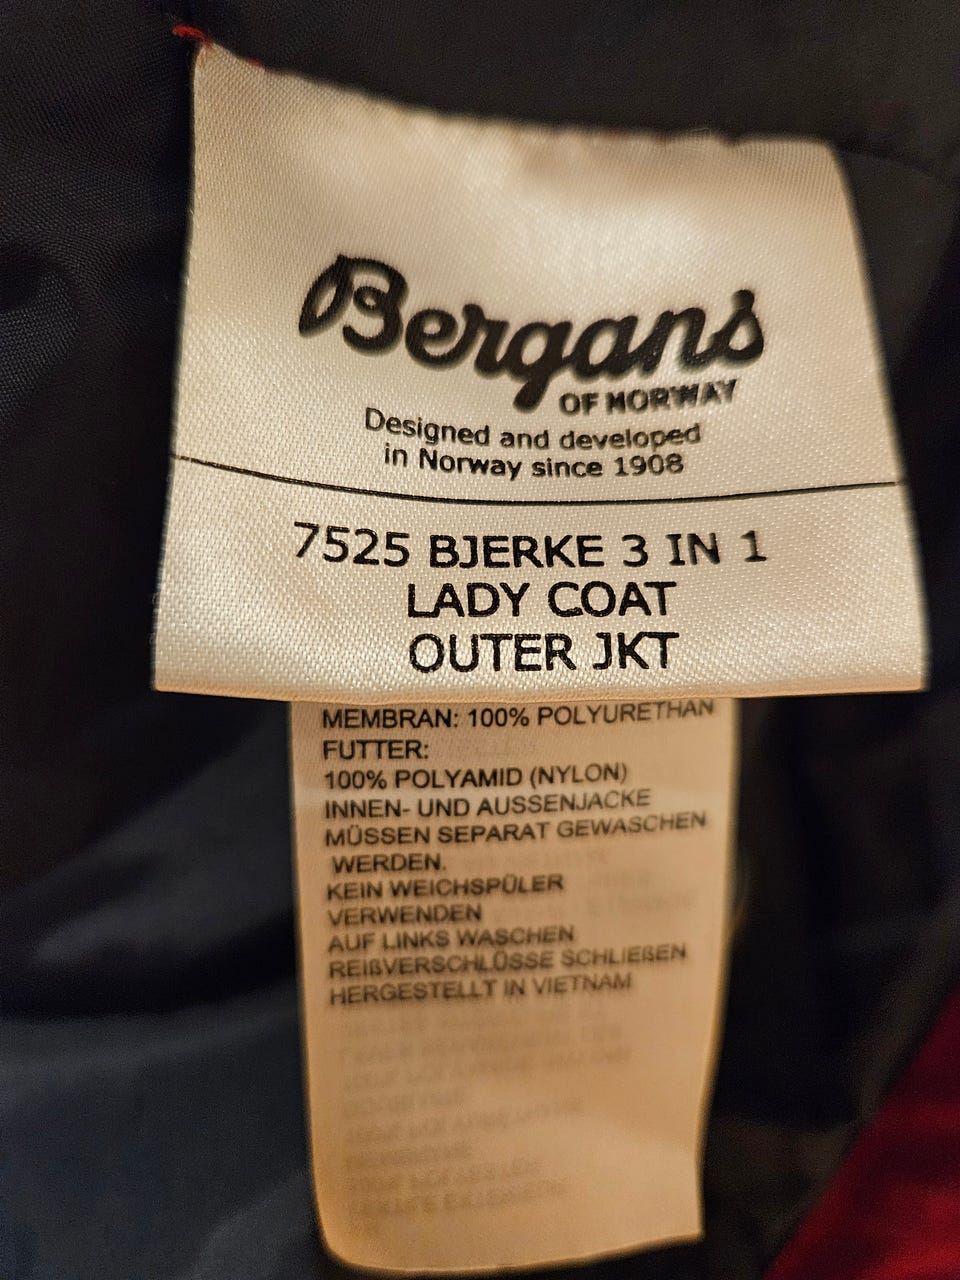 Bergans
OF NORWAY
Designed and developed
in Norway since 1908
7525 BJERKE 3 IN 1
LADY COAT
OUTER JKT
MEMBRAN: 100% POLYURETHAN
FUTTER:
100% POLYAMID (NYLON)
INNEN- UND AUSSENJACKE
MÜSSEN SEPARAT GEWASCHEN
WERDEN.
KEIN WEICHSPÜLER
VERWENDEN
AUF LINKS WASCHEN
REIßVERSCHLÜSSE SCHLIEßEN
HERGESTELLT IN VIETNAM